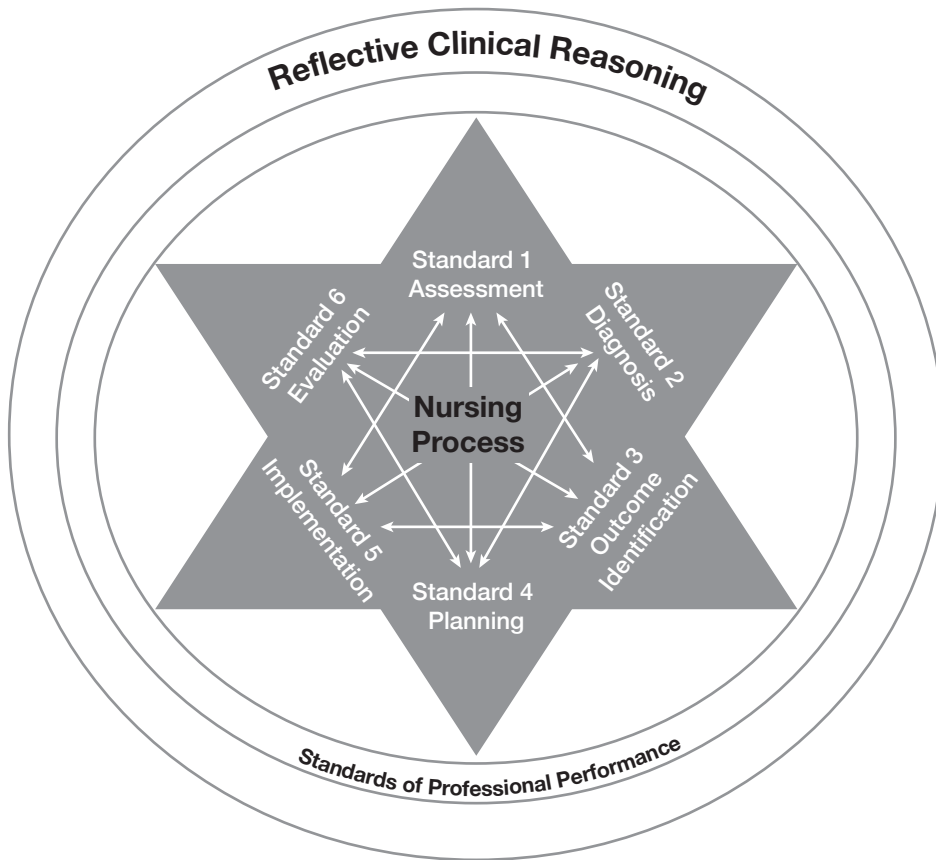 Reflective Clinical Reasoning
Standard 1
Assessment
Standard 2
Diagnosis
Standard 3
Outcome
Identification
Standard 4
Planning
Standard 5
Implementation
Standard 6
Evaluation
Nursing
Process
Standards of Professional Performance